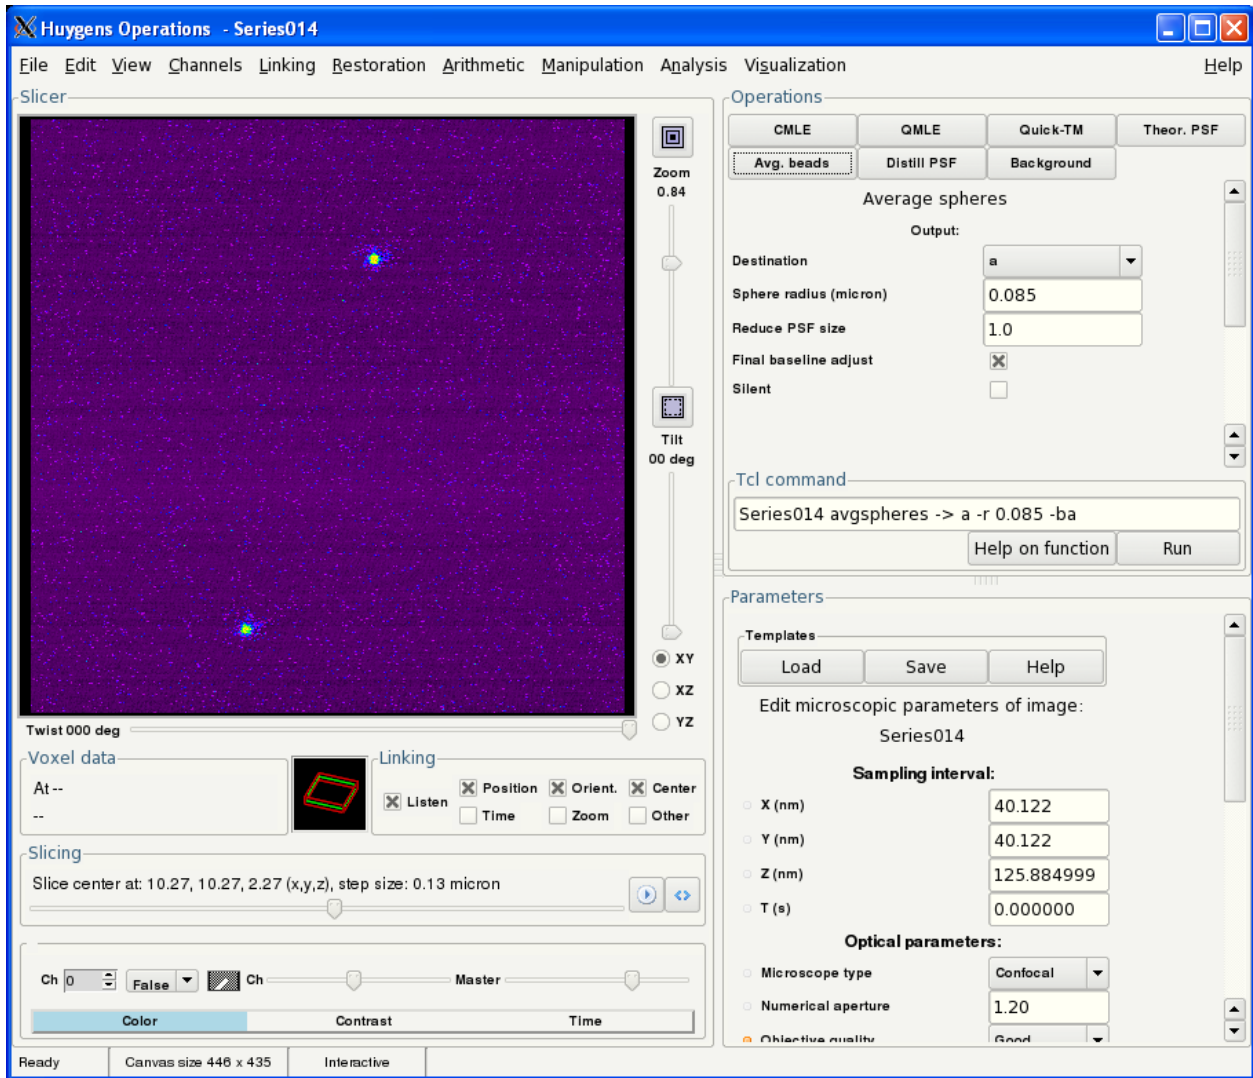 Huygens Operations - Series014
File Edit View Channels Linking Restoration Arithmetic Manipulation Analysis Visualization Help
Slicer
Zoom
0.84
Tilt
00 deg
XY
XZ
YZ
Twist 000 deg
Voxel data
At --
--
Linking
Listen
Position Orient. Center
Time Zoom Other
Slicing
Slice center at: 10.27, 10.27, 2.27 (x,y,z), step size: 0.13 micron
Ch 0 False Ch Master
Color Contrast Time
Operations
CMLE QMLE Quick-TM Theor. PSF
Avg. beads Distill PSF Background
Average spheres
Output:
Destination a
Sphere radius (micron) 0.085
Reduce PSF size 1.0
Final baseline adjust
Silent
Tcl command
Series014 avgspheres -> a -r 0.085 -ba
Help on function Run
Parameters
Templates
Load Save Help
Edit microscopic parameters of image:
Series014
Sampling interval:
X (nm) 40.122
Y (nm) 40.122
Z (nm) 125.884999
T (s) 0.000000
Optical parameters:
Microscope type Confocal
Numerical aperture 1.20
Objective quality Good
Ready Canvas size 446 x 435 Interactive